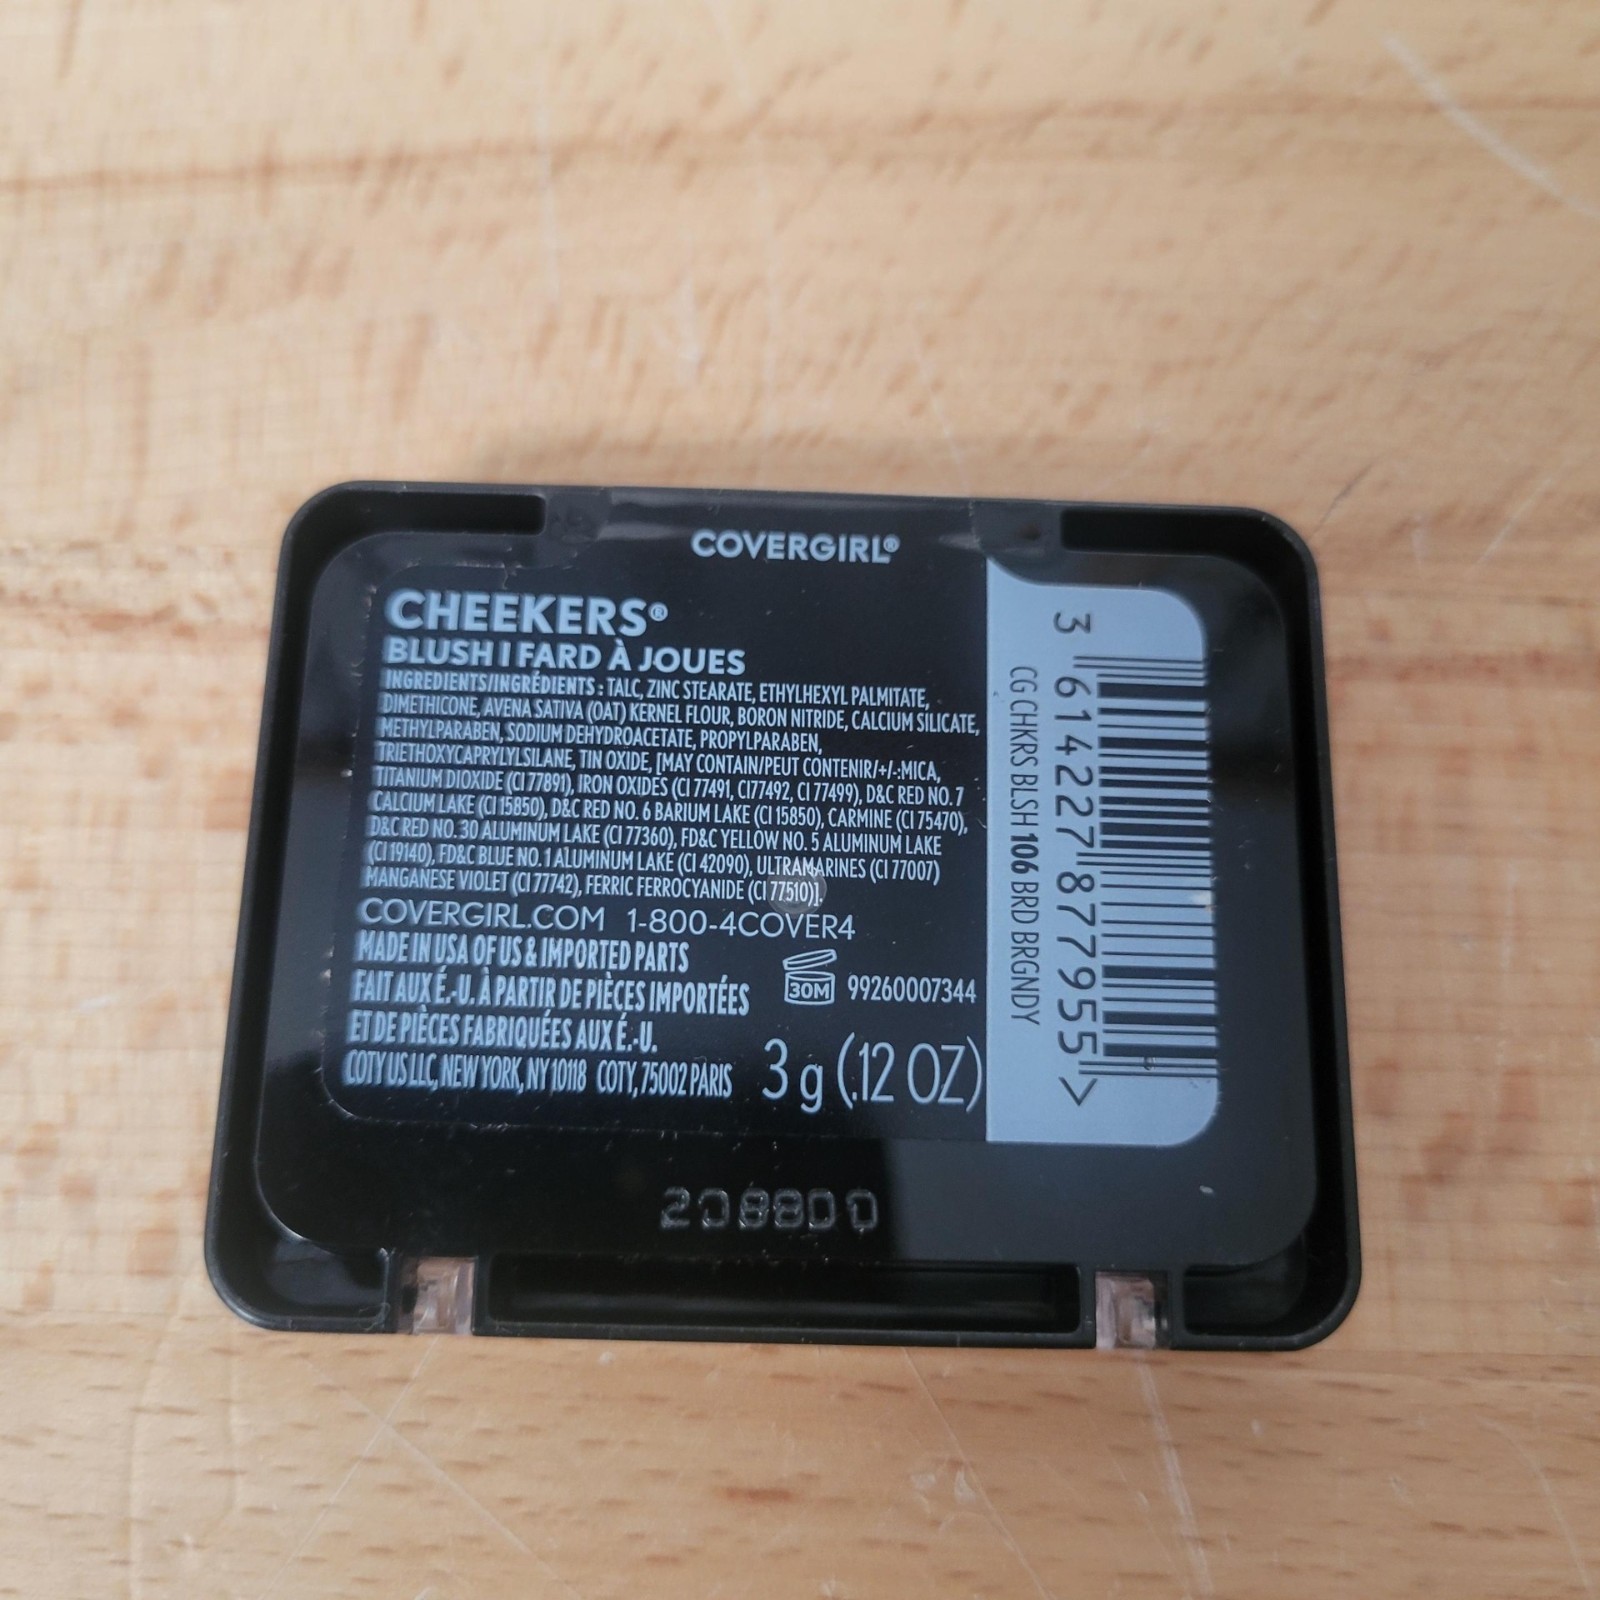 COVERGIRL®
CHEEKERS®
BLUSH I FARD À JOUES
INGREDIENTS/INGRÉDIENTS : TALC, ZINC STEARATE, ETHYLHEXYL PALMITATE,
DIMETHICONE, AVENA SATIVA (OAT) KERNEL FLOUR, BORON NITRIDE, CALCIUM SILICATE,
METHYLPARABEN, SODIUM DEHYDROACETATE, PROPYLPARABEN,
TRIETHOXYCAPRYLYLSILANE, TIN OXIDE, [MAY CONTAIN/PEUT CONTENIR/+/-:MICA,
TITANIUM DIOXIDE (CI 77891), IRON OXIDES (CI 77491, CI77492, CI 77499), D&C RED NO. 7
CALCIUM LAKE (CI 15850), D&C RED NO. 6 BARIUM LAKE (CI 15850), CARMINE (CI 75470),
D&C RED NO. 30 ALUMINUM LAKE (CI 77360), FD&C YELLOW NO. 5 ALUMINUM LAKE
(CI 19140), FD&C BLUE NO. 1 ALUMINUM LAKE (CI 42090), ULTRAMARINES (CI 77007)
MANGANESE VIOLET (CI 77742), FERRIC FERROCYANIDE (CI 77510)].
COVERGIRL.COM 1-800-4COVER4
MADE IN USA OF US & IMPORTED PARTS
FAIT AUX É.-U. À PARTIR DE PIÈCES IMPORTÉES
ET DE PIÈCES FABRIQUÉES AUX É.-U.
COTY US LLC, NEW YORK, NY 10118 COTY, 75002 PARIS
30M 99260007344
3 g (.12 OZ)
3 614227 877955 >
CG CHKRS BLSH 106 BRD BRGNDY
208800